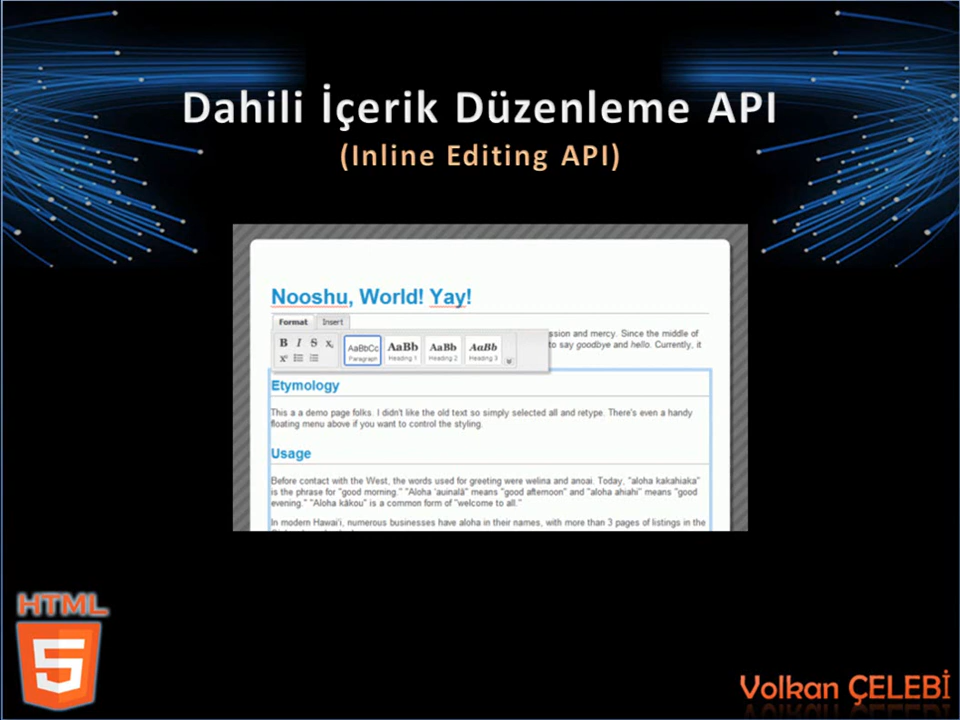 Dahili İçerik Düzenleme API
(Inline Editing API)
Nooshu, World! Yay!
Format Insert
ssion and mercy. Since the middle of
B I S X₂ AaBbCc AaBb AaBb AaBb
to say goodbye and hello. Currently, it
Paragraph Heading 1 Heading 2 Heading 3
Etymology
This a a demo page folks. I didn't like the old text so simply selected all and retype. There's even a handy
floating menu above if you want to control the styling.
Usage
Before contact with the West, the words used for greeting were welina and anoai. Today, "aloha kakahiaka"
is the phrase for "good morning." "Aloha ʻauinalā" means "good afternoon" and "aloha ahiahi" means "good
evening." "Aloha kākou" is a common form of "welcome to all."
In modern Hawai'i, numerous businesses have aloha in their names, with more than 3 pages of listings in the
HTML
5
Volkan ÇELEBİ